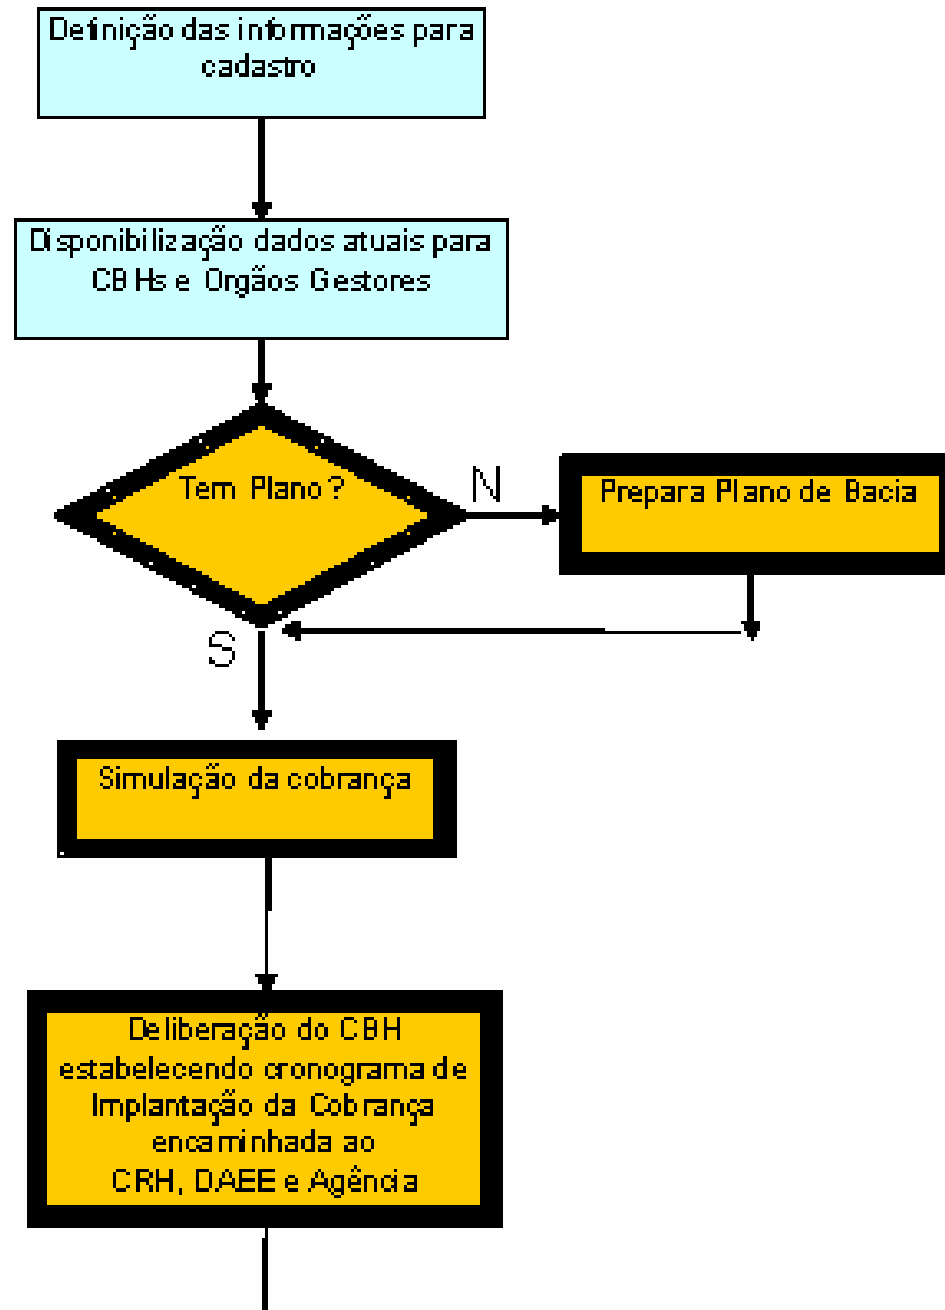 Definição das informações para
cadastro
Disponibilização dados atuais para
CBHs e Orgãos Gestores
Tem Plano?
N
Prepara Plano de Bacia
S
Simulação da cobrança
Deliberação do CBH
estabelecendo cronograma de
Implantação da Cobrança
encaminhada ao
CRH, DAEE e Agência